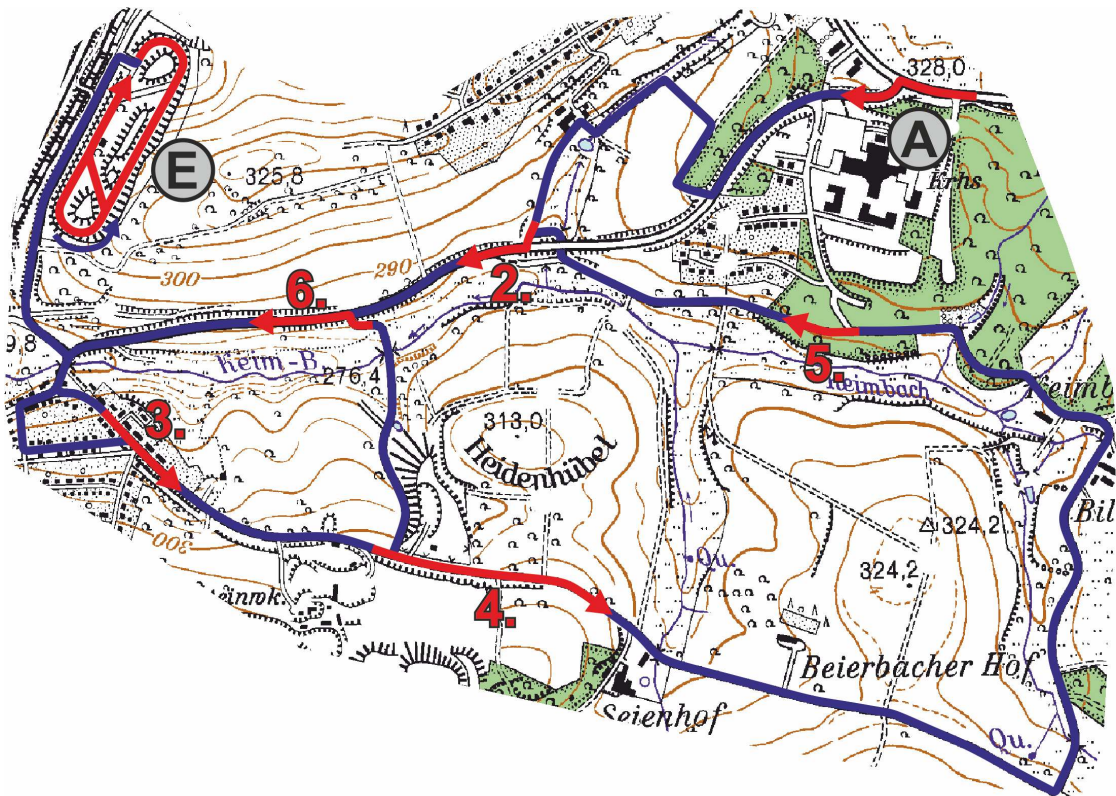 328,0
A
Krhs
E
325,8
300
290
2.
6.
5.
9,8
Keim-B.
276,4
Reimbach
3.
313,0
Heidenhübel
324,2
Bil
300
Qu.
324,2
4.
Beierbacher Hof
Seienhof
Qu.